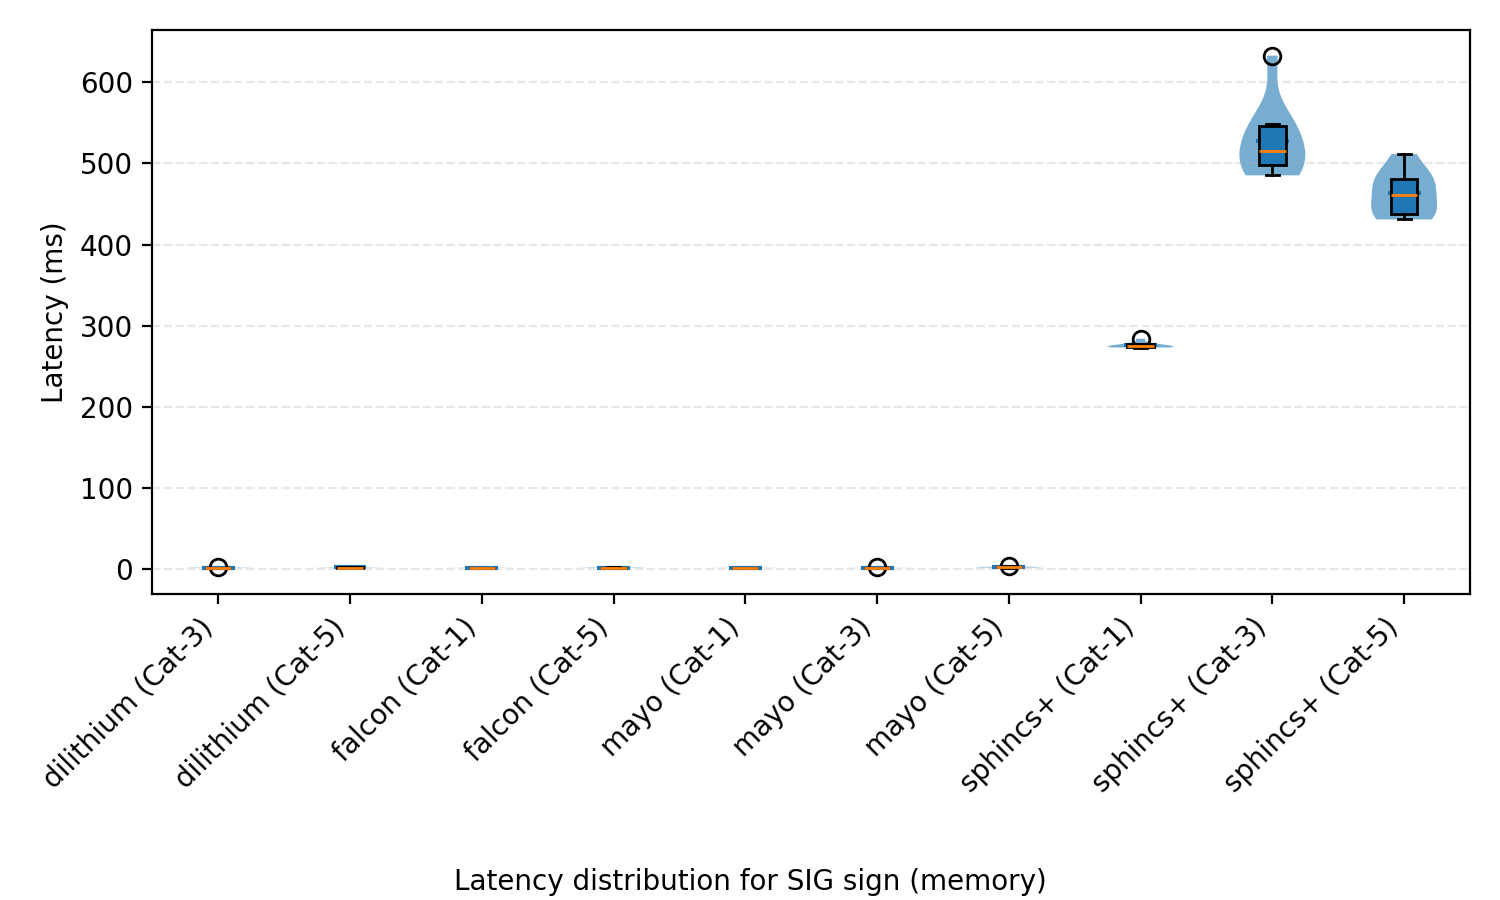 600
500
400
300
200
100
0
Latency (ms)
dilithium (Cat-3)
dilithium (Cat-5)
falcon (Cat-1)
falcon (Cat-5)
mayo (Cat-1)
mayo (Cat-3)
mayo (Cat-5)
sphincs+ (Cat-1)
sphincs+ (Cat-3)
sphincs+ (Cat-5)
Latency distribution for SIG sign (memory)